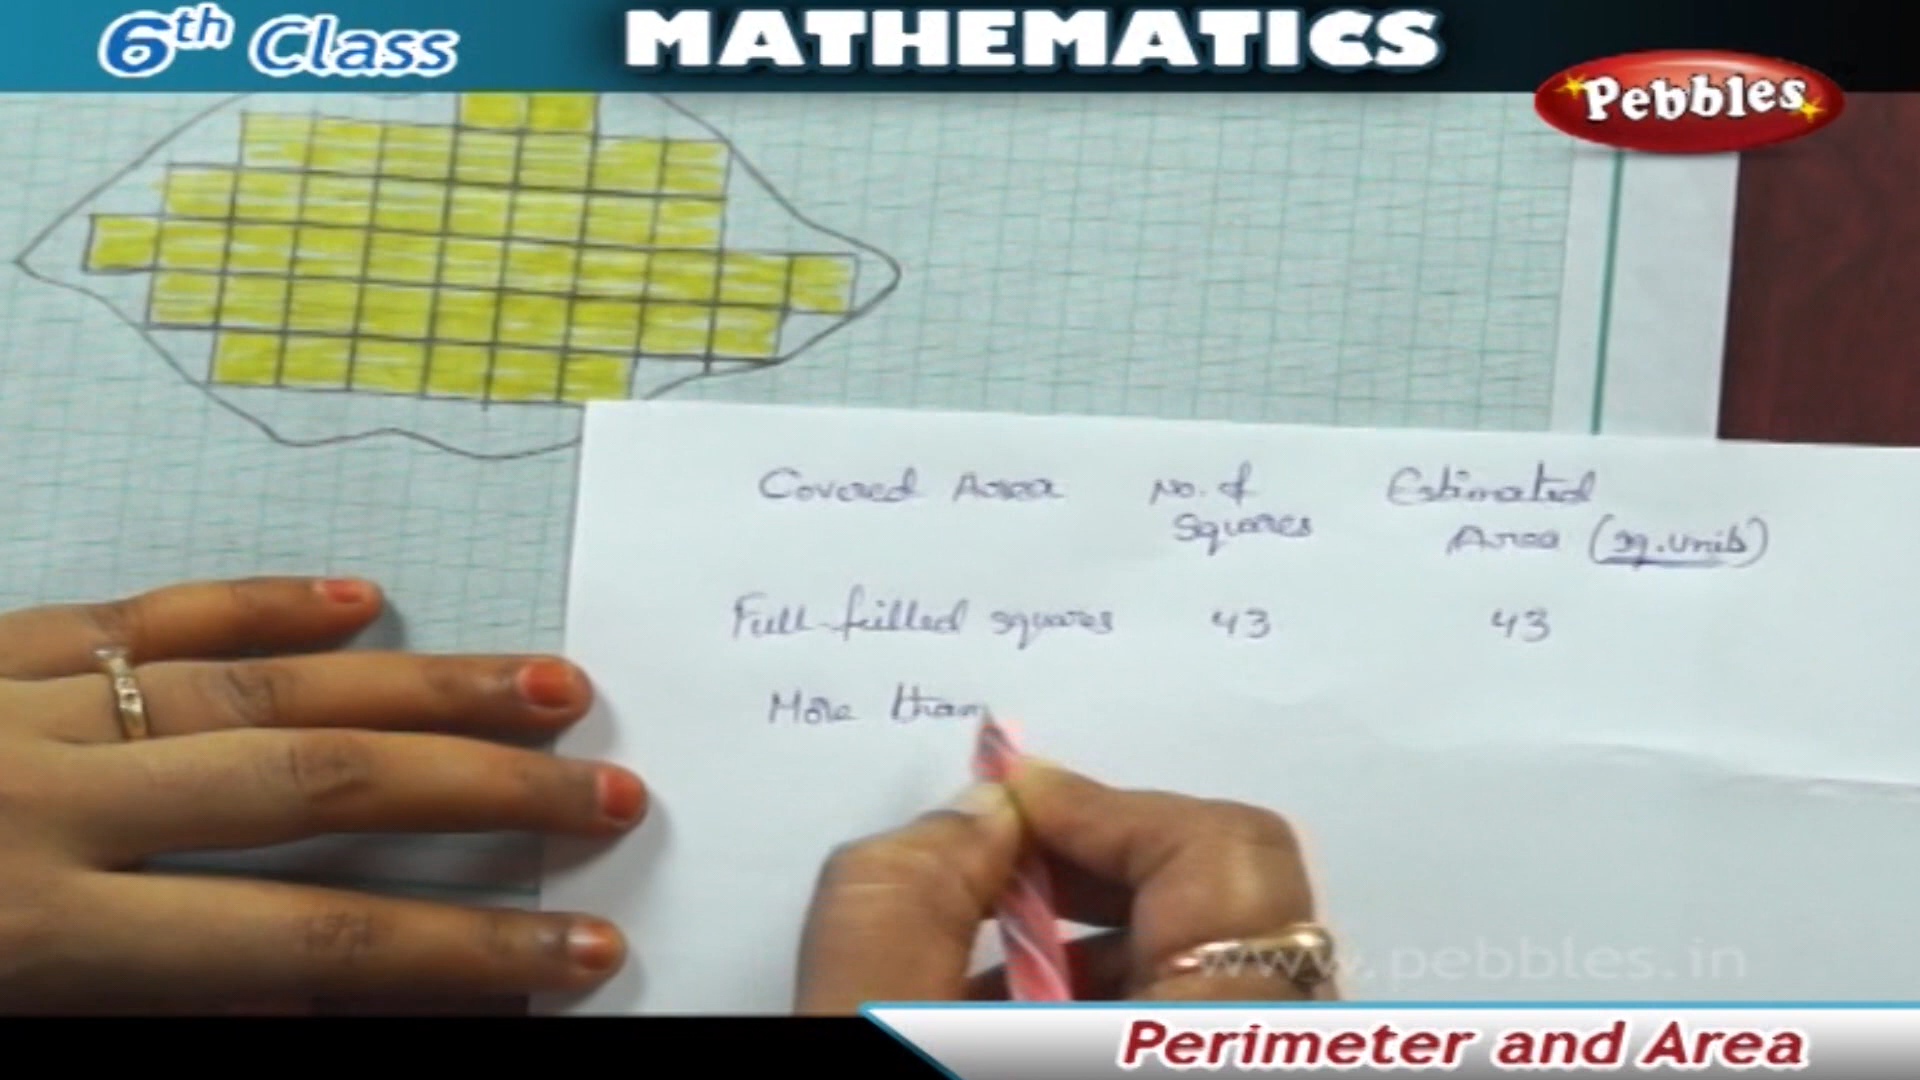 6th Class
MATHEMATICS
Pebbles
Covered Area No. of Squares Estimated Area (sq.units)
Full-filled squares 43 43
More than
www.pebbles.in
Perimeter and Area